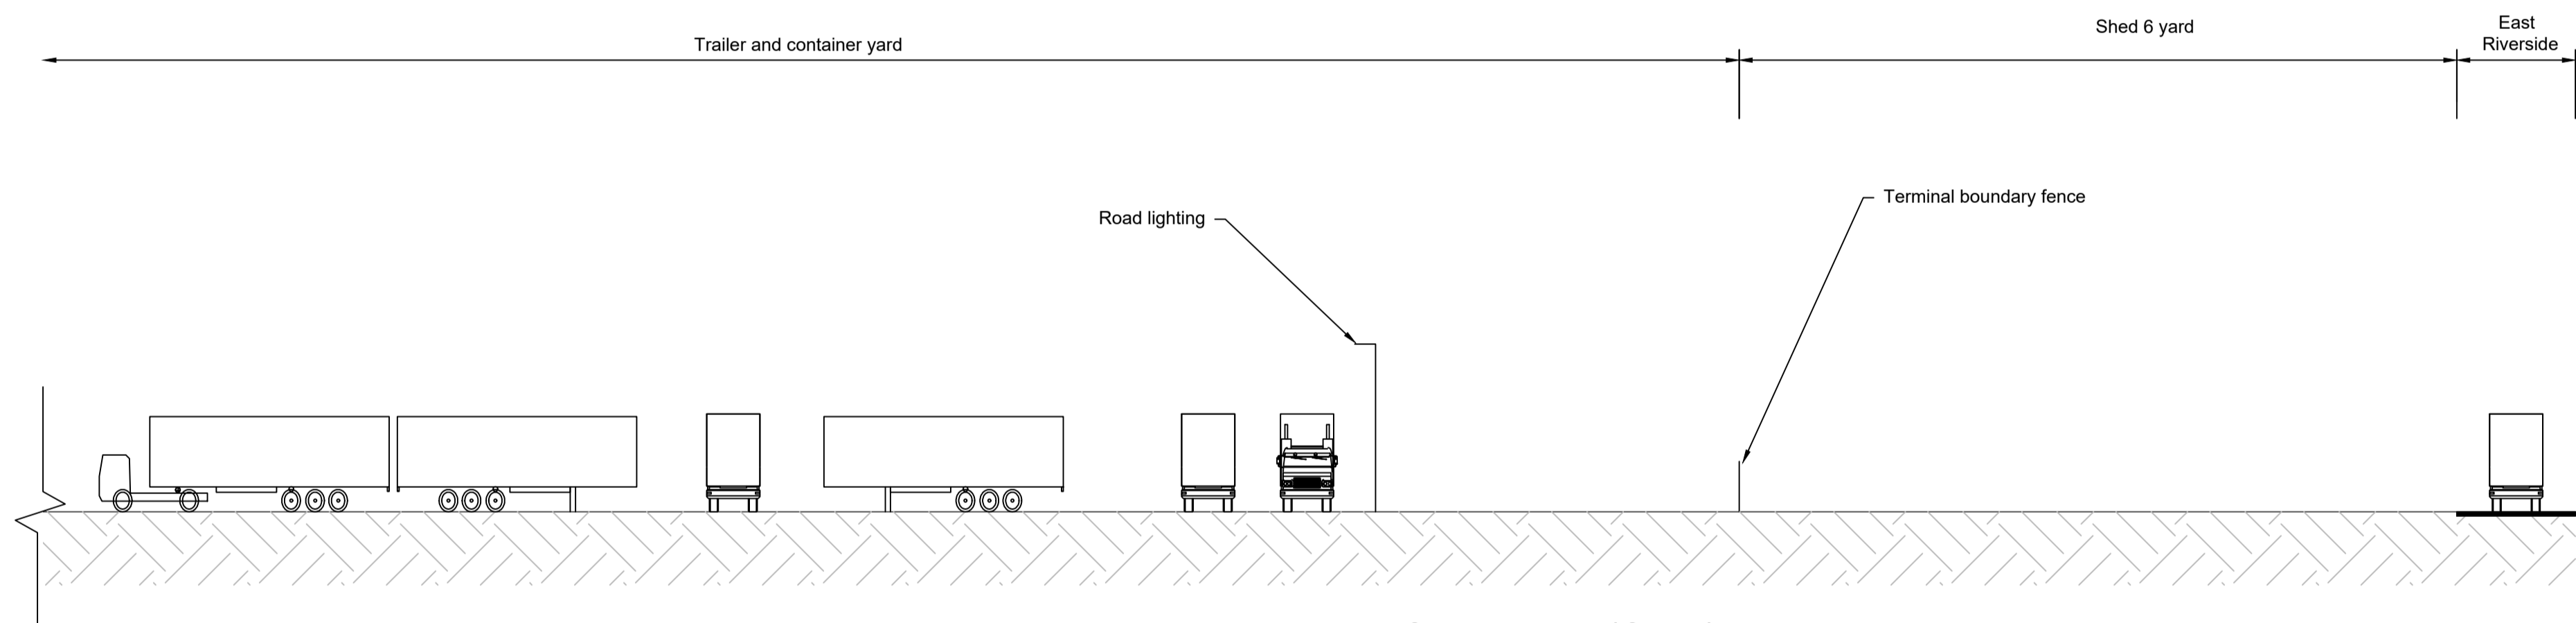 Trailer and container yard
Shed 6 yard
East
Riverside
Road lighting
Terminal boundary fence